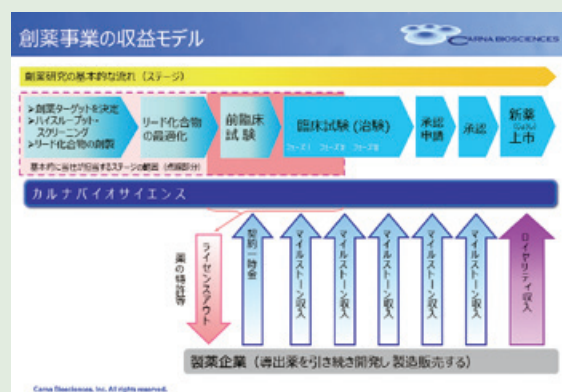 創薬事業の収益モデル
CARNA BIOSCIENCES
創薬研究の基本的な流れ（ステージ）
➢創薬ターゲットを決定
➢ハイスループット・
スクリーニング
➢リード化合物の創製
リード化合物
の最適化
前臨床
試験
臨床試験（治験）
フェーズⅠ フェーズⅡ フェーズⅢ
承認
申請
承認
新薬
上市
基本的に当社が担当するステージの範囲（点線部分）
カルナバイオサイエンス
薬の特許等
ライセンスアウト
契約一時金
マイルストーン収入
マイルストーン収入
マイルストーン収入
マイルストーン収入
マイルストーン収入
ロイヤリティ収入
製薬企業（導出薬を引き続き開発し製造販売する）
Carna Biosciences, Inc. All rights reserved.